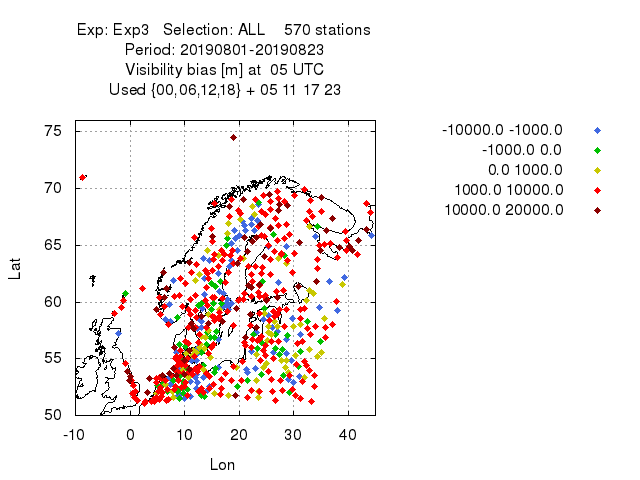 Exp: Exp3 Selection: ALL 570 stations
Period: 20190801-20190823
Visibility bias [m] at 05 UTC
Used {00,06,12,18} + 05 11 17 23
-10000.0 -1000.0
-1000.0 0.0
0.0 1000.0
1000.0 10000.0
10000.0 20000.0
75
70
65
60
55
50
Lat
-10 0 10 20 30 40
Lon